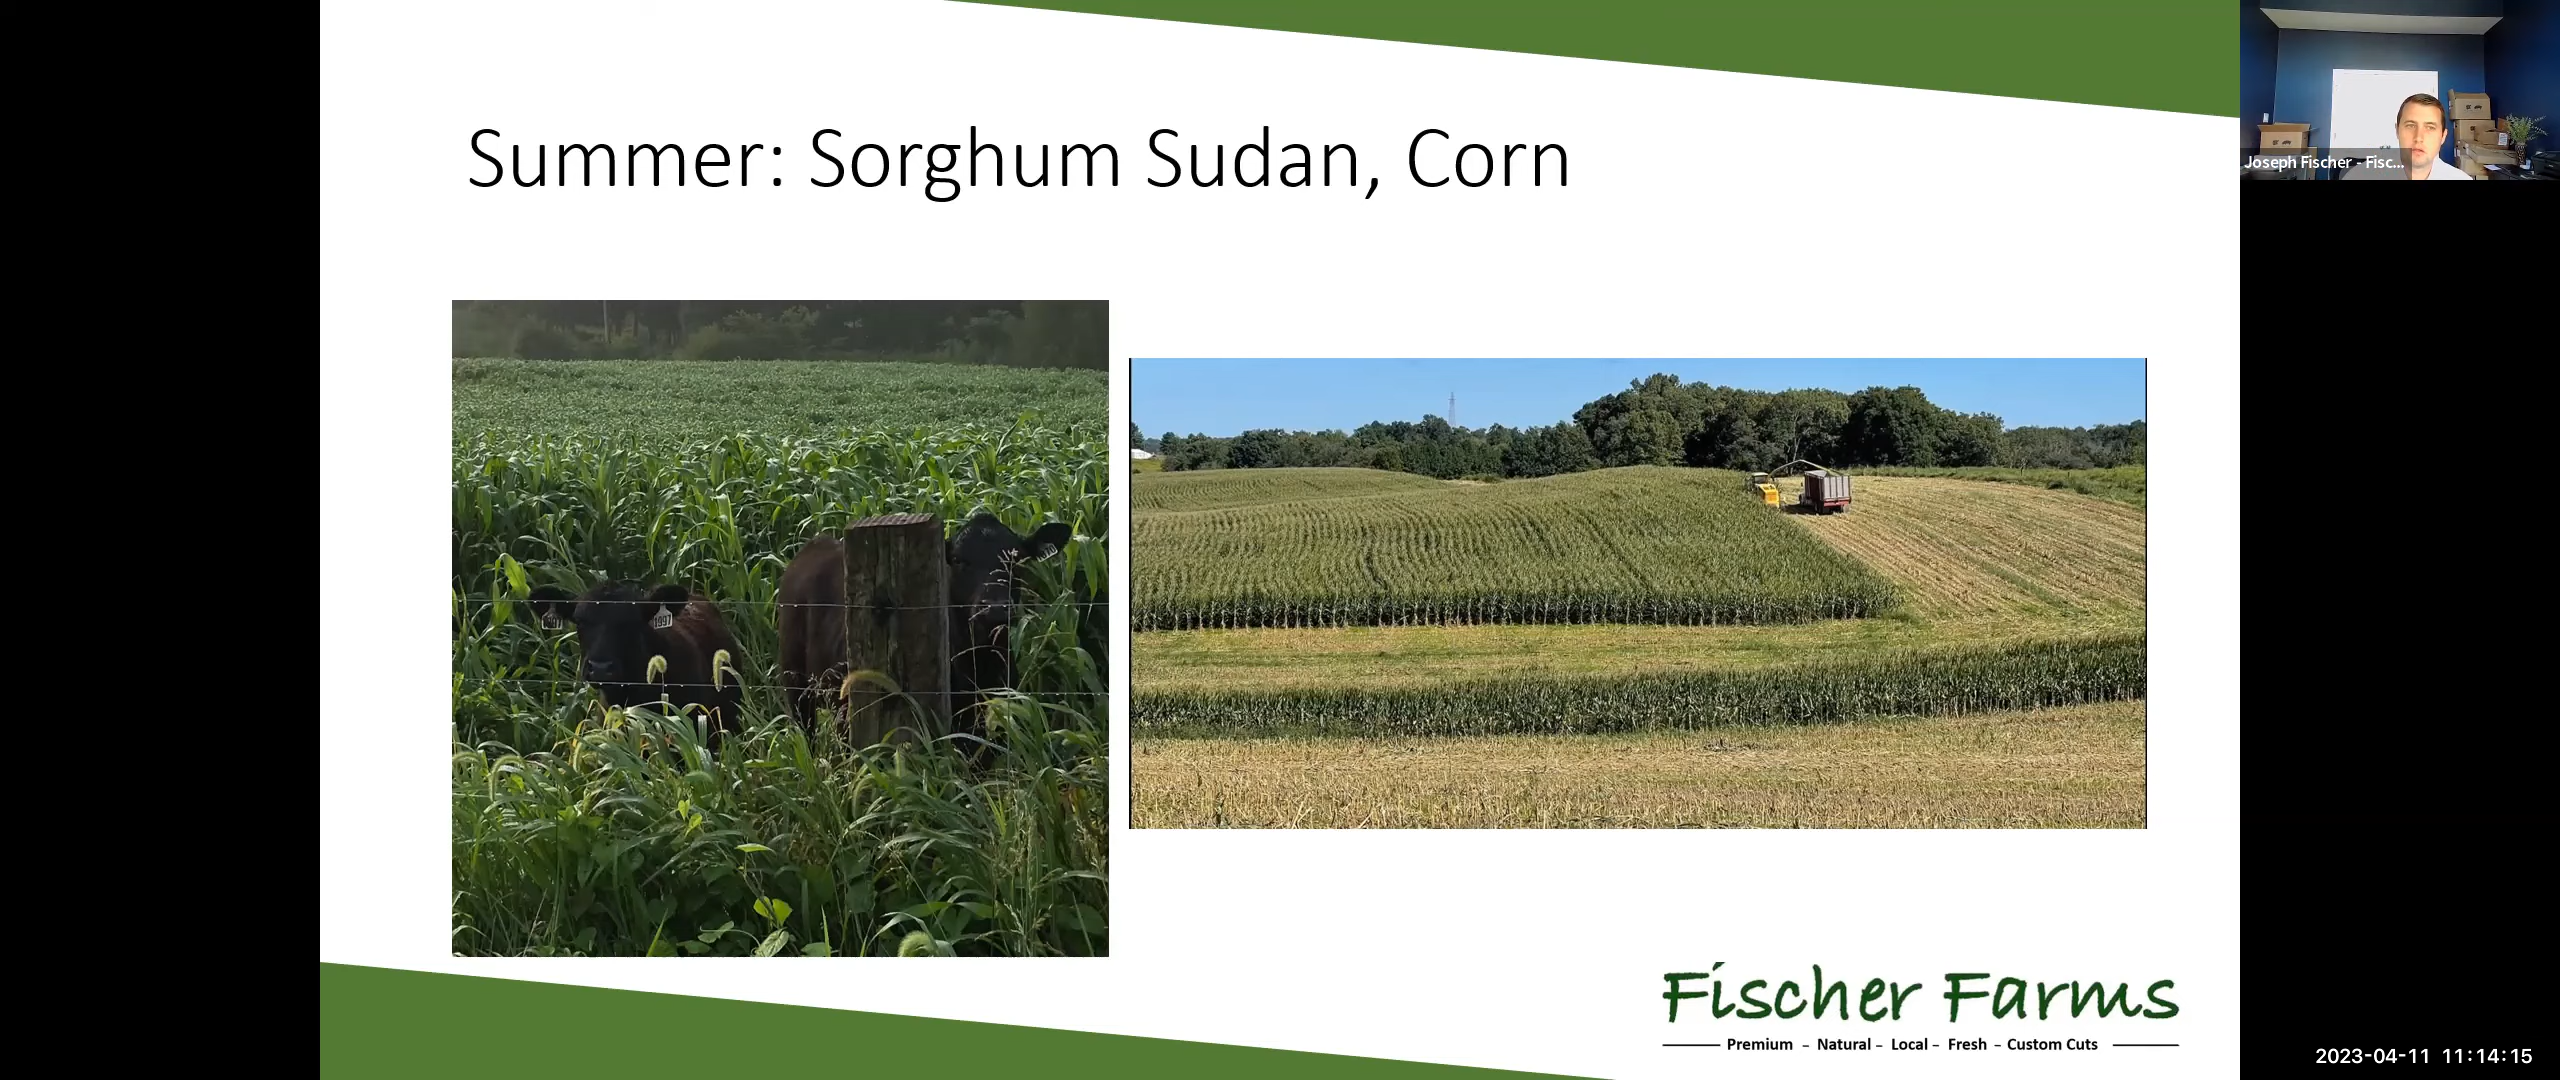 Summer: Sorghum Sudan, Corn
Joseph Fischer - Fisc...
1997
Fischer Farms
Premium – Natural – Local – Fresh – Custom Cuts
2023-04-11 11:14:15